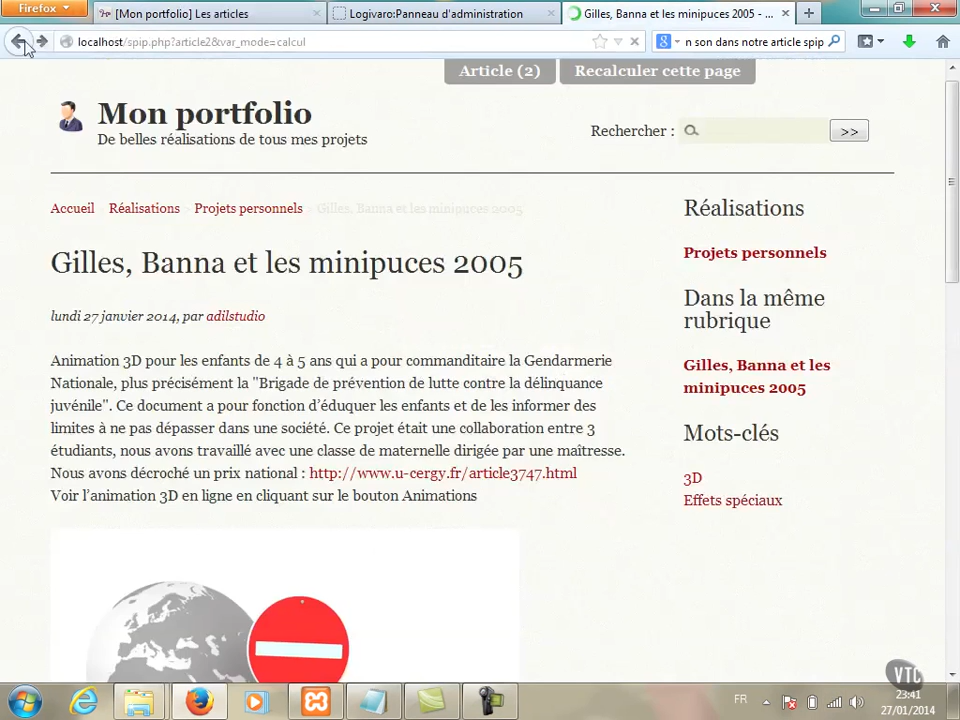 Firefox
[Mon portfolio] Les articles
Logivaro:Panneau d'administration
Gilles, Banna et les minipuces 2005 - ...
localhost/spip.php?article2&var_mode=calcul
n son dans notre article spip
Article (2)
Recalculer cette page
Mon portfolio
De belles réalisations de tous mes projets
Rechercher :
>>
Accueil > Réalisations > Projets personnels > Gilles, Banna et les minipuces 2005
Gilles, Banna et les minipuces 2005
lundi 27 janvier 2014, par adilstudio
Animation 3D pour les enfants de 4 à 5 ans qui a pour commanditaire la Gendarmerie
Nationale, plus précisément la "Brigade de prévention de lutte contre la délinquance
juvénile". Ce document a pour fonction d'éduquer les enfants et de les informer des
limites à ne pas dépasser dans une société. Ce projet était une collaboration entre 3
étudiants, nous avons travaillé avec une classe de maternelle dirigée par une maîtresse.
Nous avons décroché un prix national : http://www.u-cergy.fr/article3747.html
Voir l'animation 3D en ligne en cliquant sur le bouton Animations
Réalisations
Projets personnels
Dans la même
rubrique
Gilles, Banna et les
minipuces 2005
Mots-clés
3D
Effets spéciaux
VTC
FR
23:41
27/01/2014